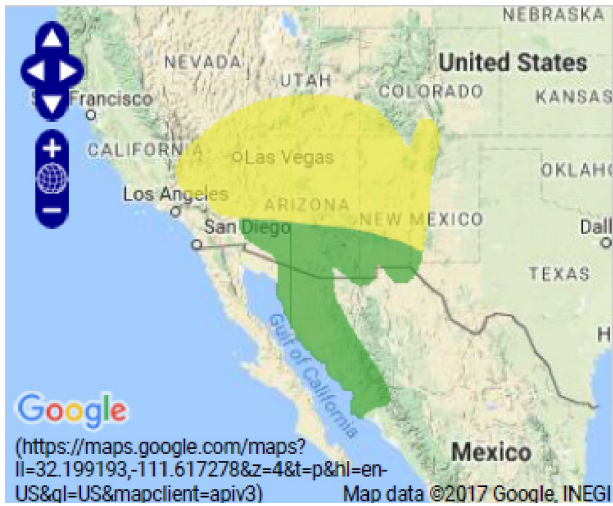 NEBRASKA
United States
NEVADA
UTAH
COLORADO
KANSAS
Francisco
CALIFORNIA
Las Vegas
OKLAH
Los Angeles
ARIZONA
NEW MEXICO
San Diego
Dall
TEXAS
H
Gulf of California
Google
(https://maps.google.com/maps?
ll=32.199193,-111.617278&z=4&t=p&hl=en-
US&gl=US&mapclient=apiv3)
Mexico
Map data ©2017 Google, INEGI